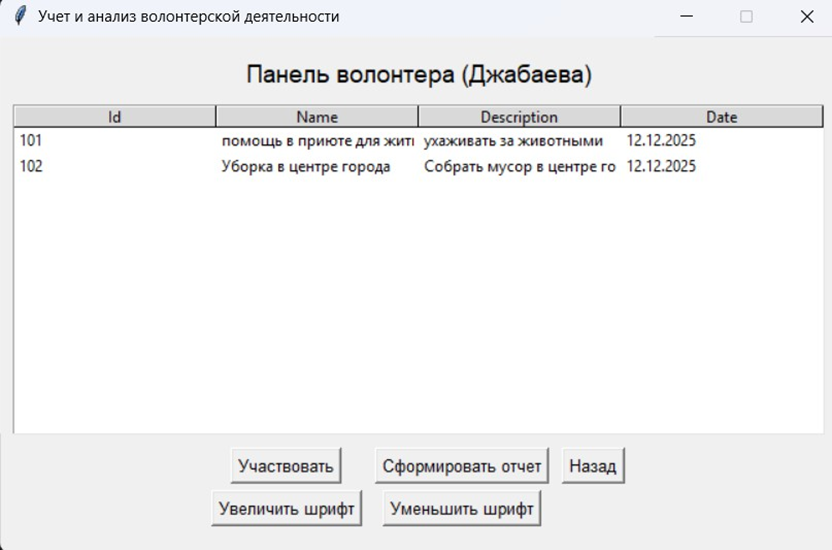 Учет и анализ волонтерской деятельности
Панель волонтера (Джабаева)
Id Name Description Date
101 помощь в приюте для жит ухаживать за животными 12.12.2025
102 Уборка в центре города Собрать мусор в центре го 12.12.2025
Участвовать Сформировать отчет Назад
Увеличить шрифт Уменьшить шрифт